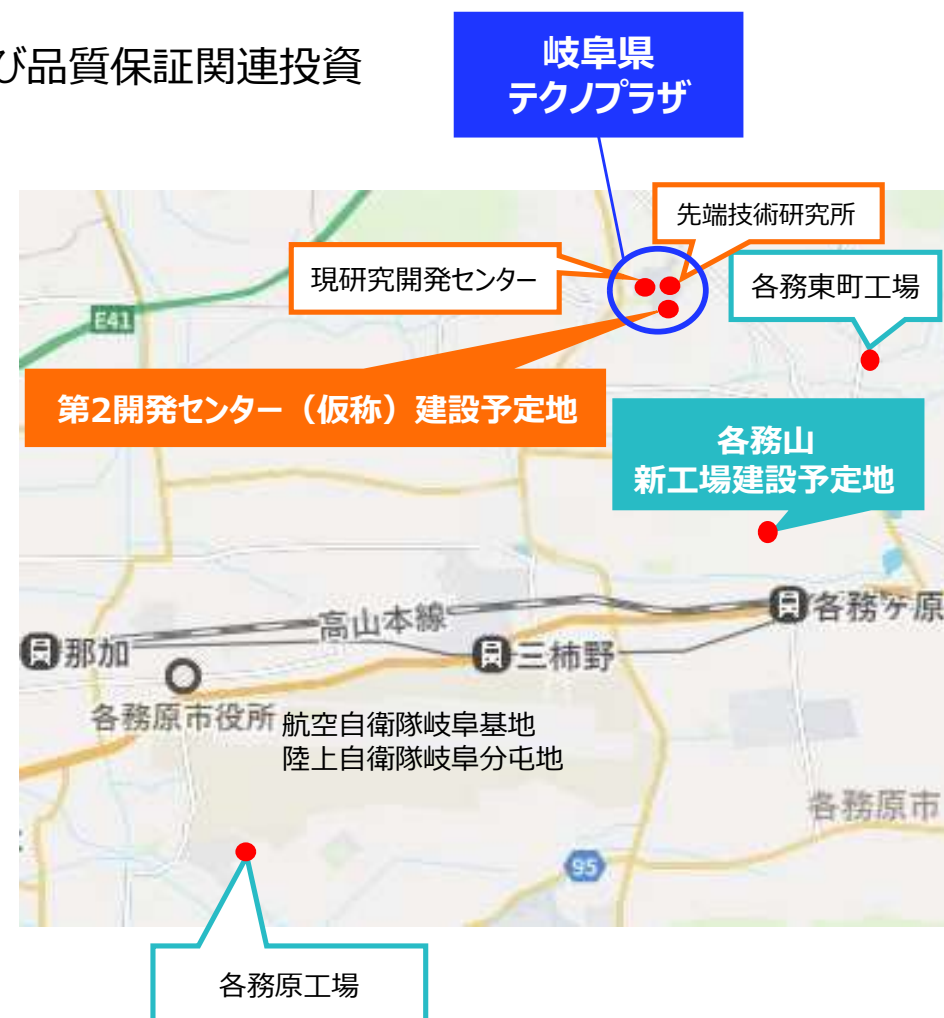 び品質保証関連投資
岐阜県
テクノプラザ
先端技術研究所
現研究開発センター
各務東町工場
E41
第2開発センター（仮称）建設予定地
各務山
新工場建設予定地
各務ヶ原
高山本線
那加
三柿野
各務原市役所
航空自衛隊岐阜基地
陸上自衛隊岐阜分屯地
各務原市
95
各務原工場